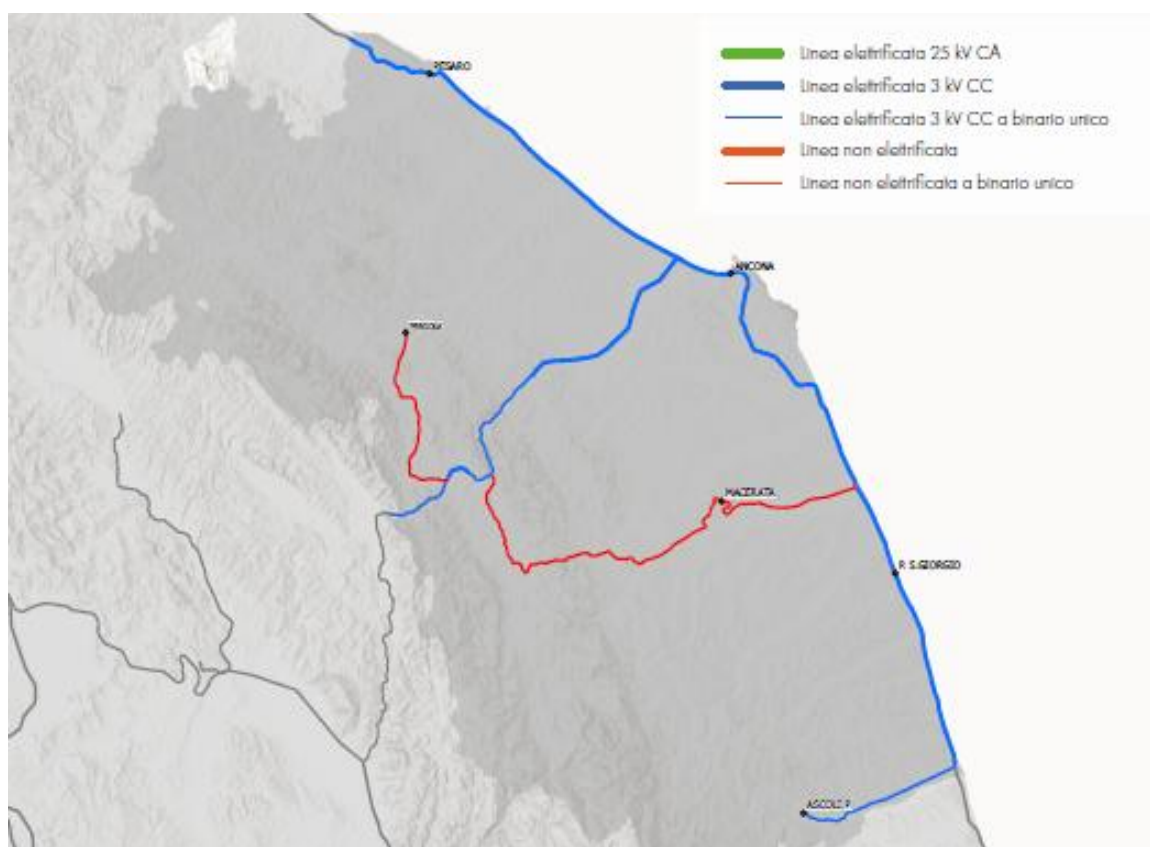 Linea elettrificata 25 kV CA
Linea elettrificata 3 kV CC
Linea elettrificata 3 kV CC a binario unico
Linea non elettrificata
Linea non elettrificata a binario unico
PESARO
ANCONA
PERGOLA
MACERATA
P. S.GIORGIO
ASCOLI P.